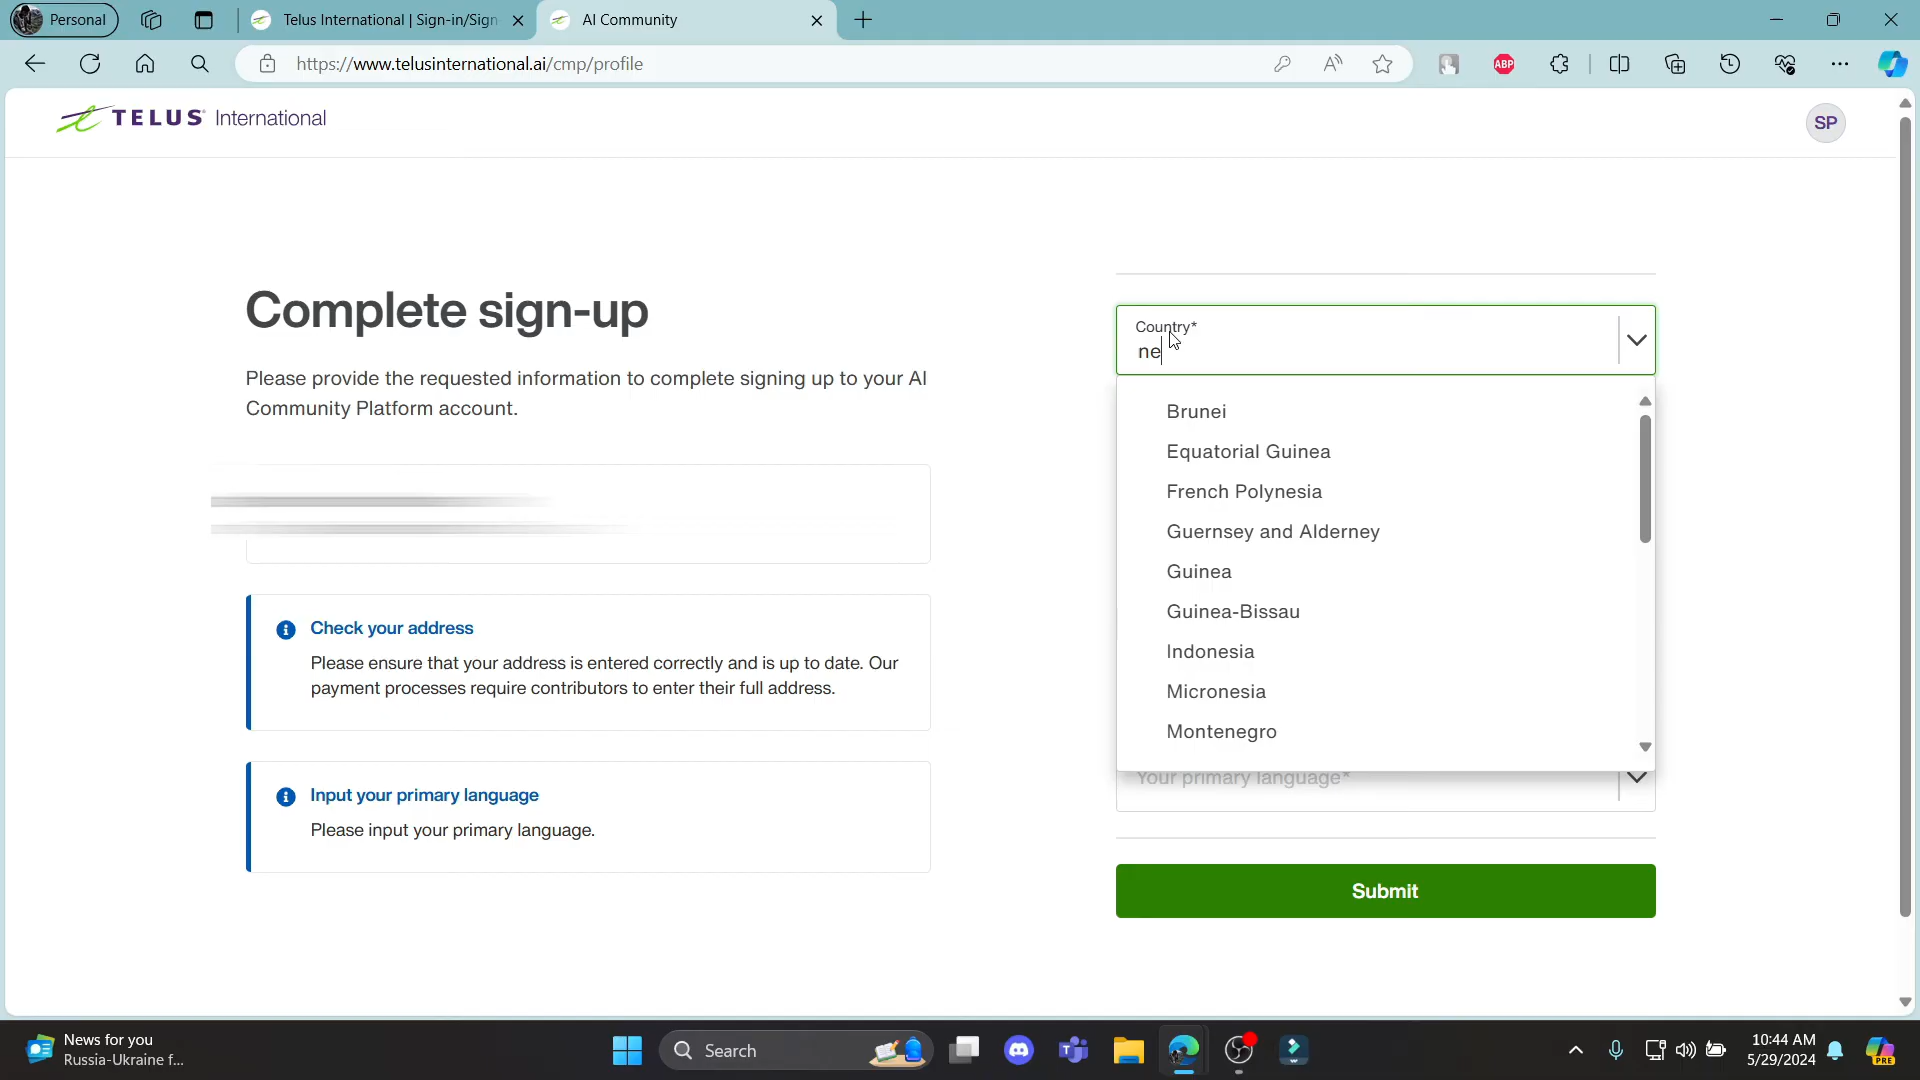 Personal
Telus International | Sign-in/Sign
AI Community
https://www.telusinternational.ai/cmp/profile
ABP
TELUS International
SP
Complete sign-up
Please provide the requested information to complete signing up to your AI
Community Platform account.
Check your address
Please ensure that your address is entered correctly and is up to date. Our
payment processes require contributors to enter their full address.
Input your primary language
Please input your primary language.
Country*
ne
Brunei
Equatorial Guinea
French Polynesia
Guernsey and Alderney
Guinea
Guinea-Bissau
Indonesia
Micronesia
Montenegro
Your primary language*
Submit
News for you
Russia-Ukraine f...
Search
10:44 AM
5/29/2024
PRE